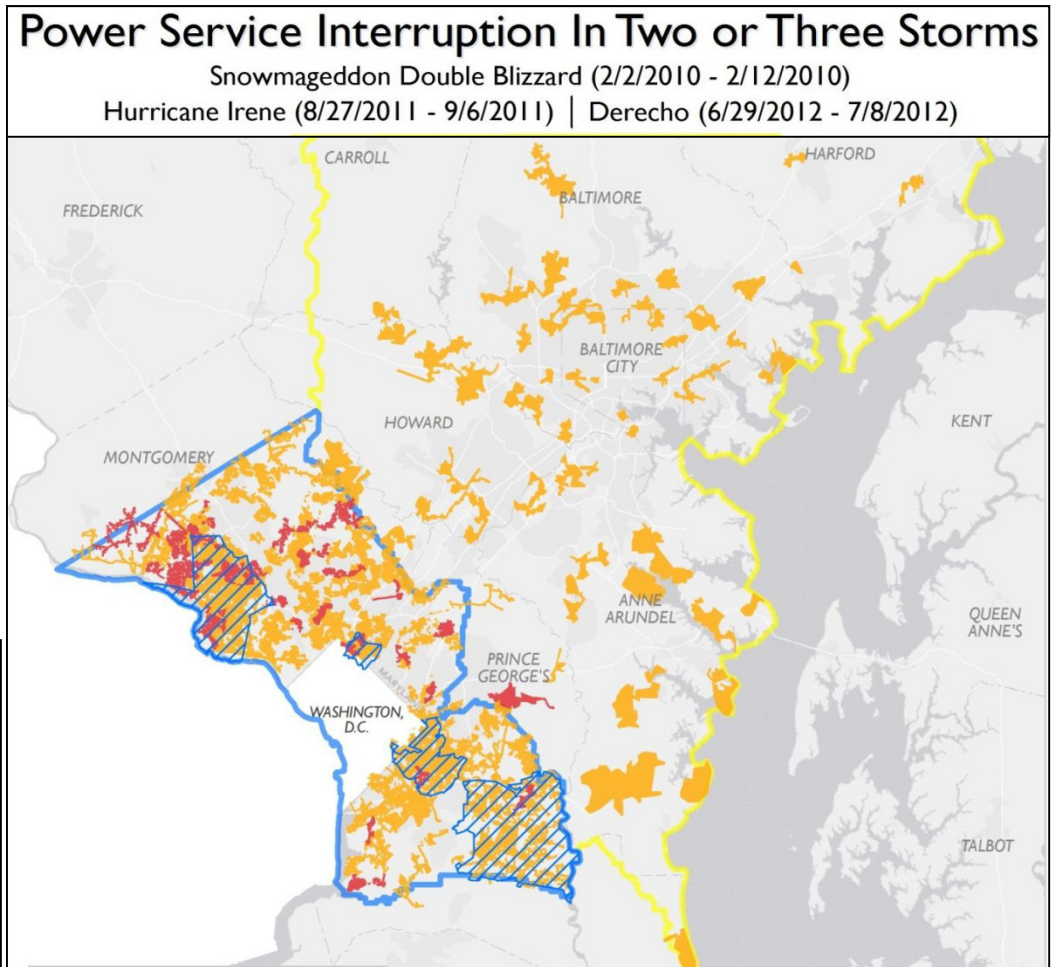 Power Service Interruption In Two or Three Storms
Snowmageddon Double Blizzard (2/2/2010 - 2/12/2010)
Hurricane Irene (8/27/2011 - 9/6/2011) | Derecho (6/29/2012 - 7/8/2012)
CARROLL
HARFORD
FREDERICK
BALTIMORE
BALTIMORE
CITY
HOWARD
KENT
MONTGOMERY
ANNE
ARUNDEL
QUEEN
ANNE'S
PRINCE
GEORGE'S
WASHINGTON,
D.C.
TALBOT